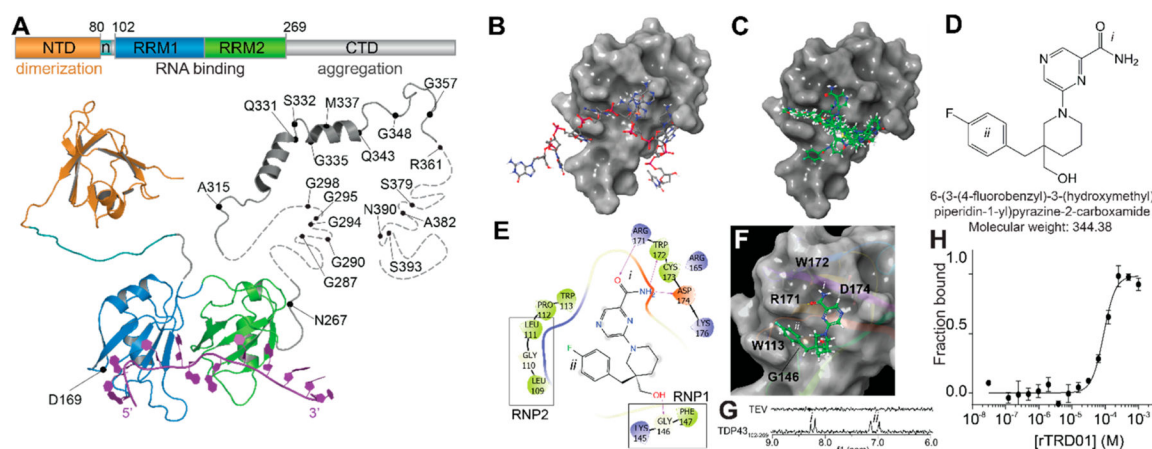 A
80 102 269
NTD n RRM1 RRM2 CTD
dimerization RNA binding aggregation
G357
S332
Q331 M337
G348
G335 Q343
R361
A315
G298
S379
G295
N390
G294
A382
G290
S393
G287
N267
D169
5'
3'
B
C
D
O
i
N
NH2
N
N
F
ii
OH
6-(3-(4-fluorobenzyl)-3-(hydroxymethyl)
piperidin-1-yl)pyrazine-2-carboxamide
Molecular weight: 344.38
E
ARG
171
TRP
172
ARG
165
CYS
173
ASP
174
LYS
176
TRP
113
PRO
112
LEU
111
GLY
110
LEU
109
RNP2
O
i
NH2
N
N
N
F
ii
OH
RNP1
PHE
147
GLY
146
LYS
145
F
W172
D174
R171
i
ii
W113
G146
G
TEV
i
ii
TDP43102-269
9.0 8.0 7.0 6.0
H
Fraction bound
1.0
0.5
0.0
10-7 10-6 10-5 10-4 10-3
[rTRD01] (M)